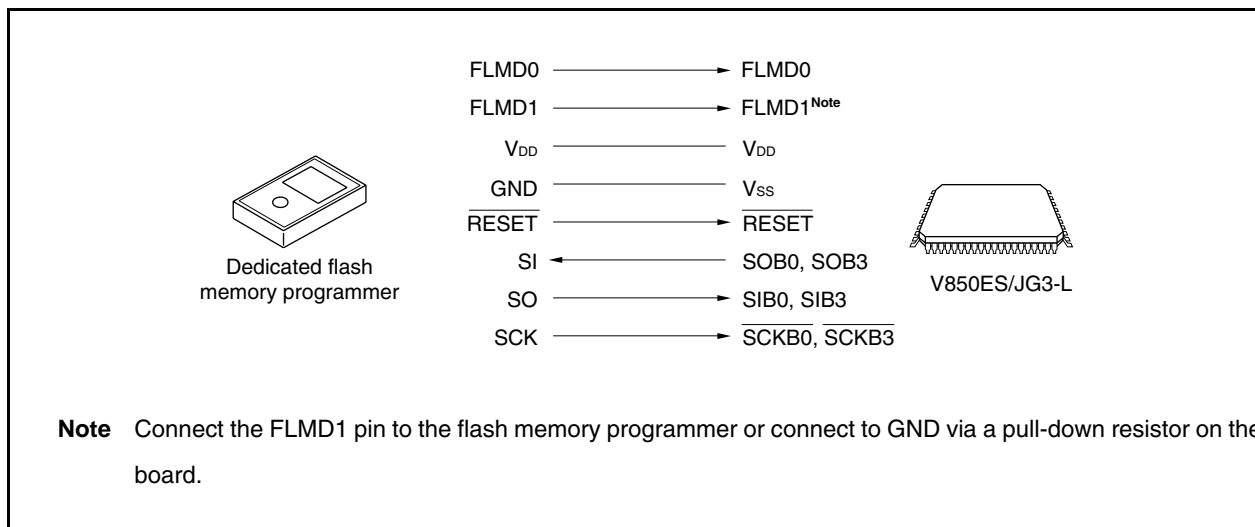 FLMD0 FLMD0
FLMD1 FLMD1Note
VDD VDD
GND VSS
RESET RESET
SI SOB0, SOB3
SO SIB0, SIB3
SCK SCKB0, SCKB3
Dedicated flash
memory programmer
V850ES/JG3-L
Note Connect the FLMD1 pin to the flash memory programmer or connect to GND via a pull-down resistor on the
board.